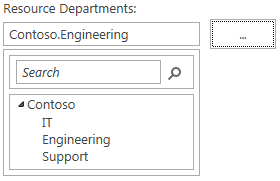 Resource Departments:
Contoso.Engineering
...
Search
Contoso
IT
Engineering
Support